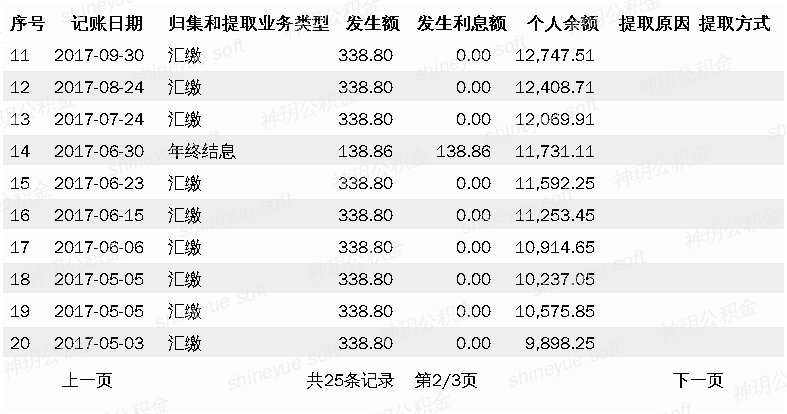 序号 记账日期 归集和提取业务类型 发生额 发生利息额 个人余额 提取原因 提取方式
11 2017-09-30 汇缴 338.80 0.00 12,747.51
12 2017-08-24 汇缴 338.80 0.00 12,408.71
13 2017-07-24 汇缴 338.80 0.00 12,069.91
14 2017-06-30 年终结息 138.86 138.86 11,731.11
15 2017-06-23 汇缴 338.80 0.00 11,592.25
16 2017-06-15 汇缴 338.80 0.00 11,253.45
17 2017-06-06 汇缴 338.80 0.00 10,914.65
18 2017-05-05 汇缴 338.80 0.00 10,237.05
19 2017-05-05 汇缴 338.80 0.00 10,575.85
20 2017-05-03 汇缴 338.80 0.00 9,898.25
上一页 共25条记录 第2/3页 下一页
神玥公积金
shineyue soft